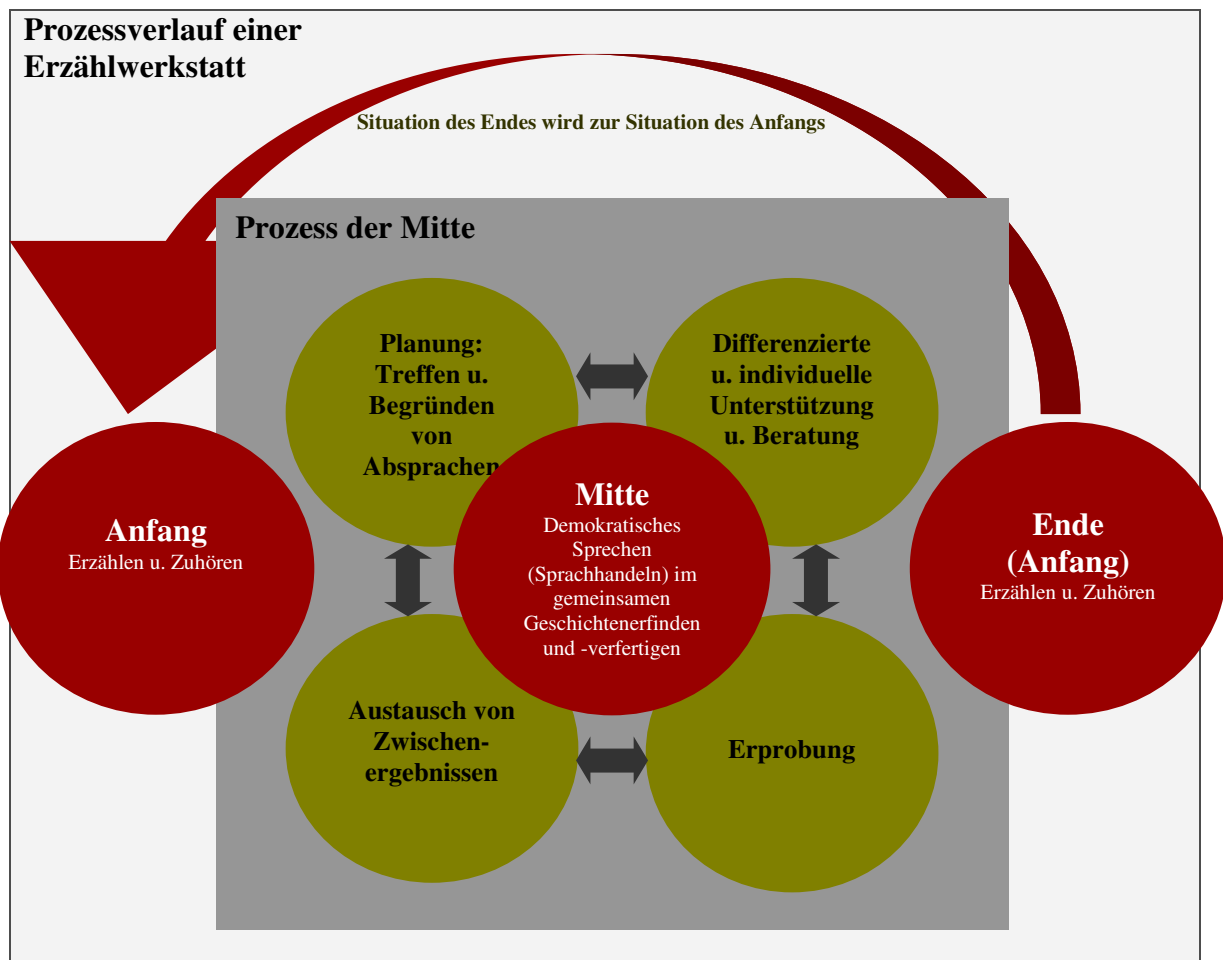 Prozessverlauf einer
Erzählwerkstatt
Situation des Endes wird zur Situation des Anfangs
Prozess der Mitte
Planung:
Treffen u.
Begründen
von
Absprachen
Differenzierte
u. individuelle
Unterstützung
u. Beratung
Anfang
Erzählen u. Zuhören
Mitte
Demokratisches
Sprechen
(Sprachhandeln) im
gemeinsamen
Geschichtenerfinden
und -verfertigen
Ende
(Anfang)
Erzählen u. Zuhören
Austausch von
Zwischen-
ergebnissen
Erprobung